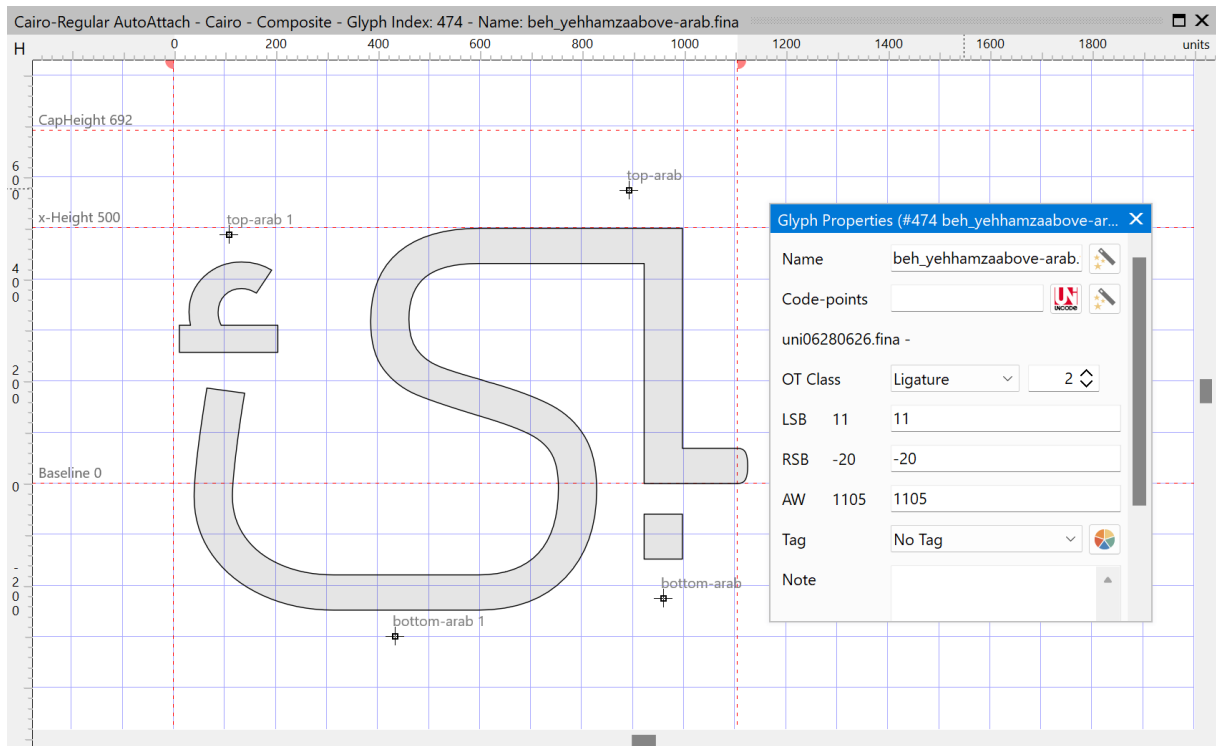 Cairo-Regular AutoAttach - Cairo - Composite - Glyph Index: 474 - Name: beh_yehhamzaabove-arab.fina
H
0 200 400 600 800 1000 1200 1400 1600 1800 units
CapHeight 692
600
top-arab
x-Height 500
top-arab 1
400
200
Baseline 0
0
-200
bottom-arab
bottom-arab 1
Glyph Properties (#474 beh_yehhamzaabove-ar...
Name beh_yehhamzaabove-arab.
Code-points UNICODE
uni06280626.fina -
OT Class Ligature 2
LSB 11 11
RSB -20 -20
AW 1105 1105
Tag No Tag
Note